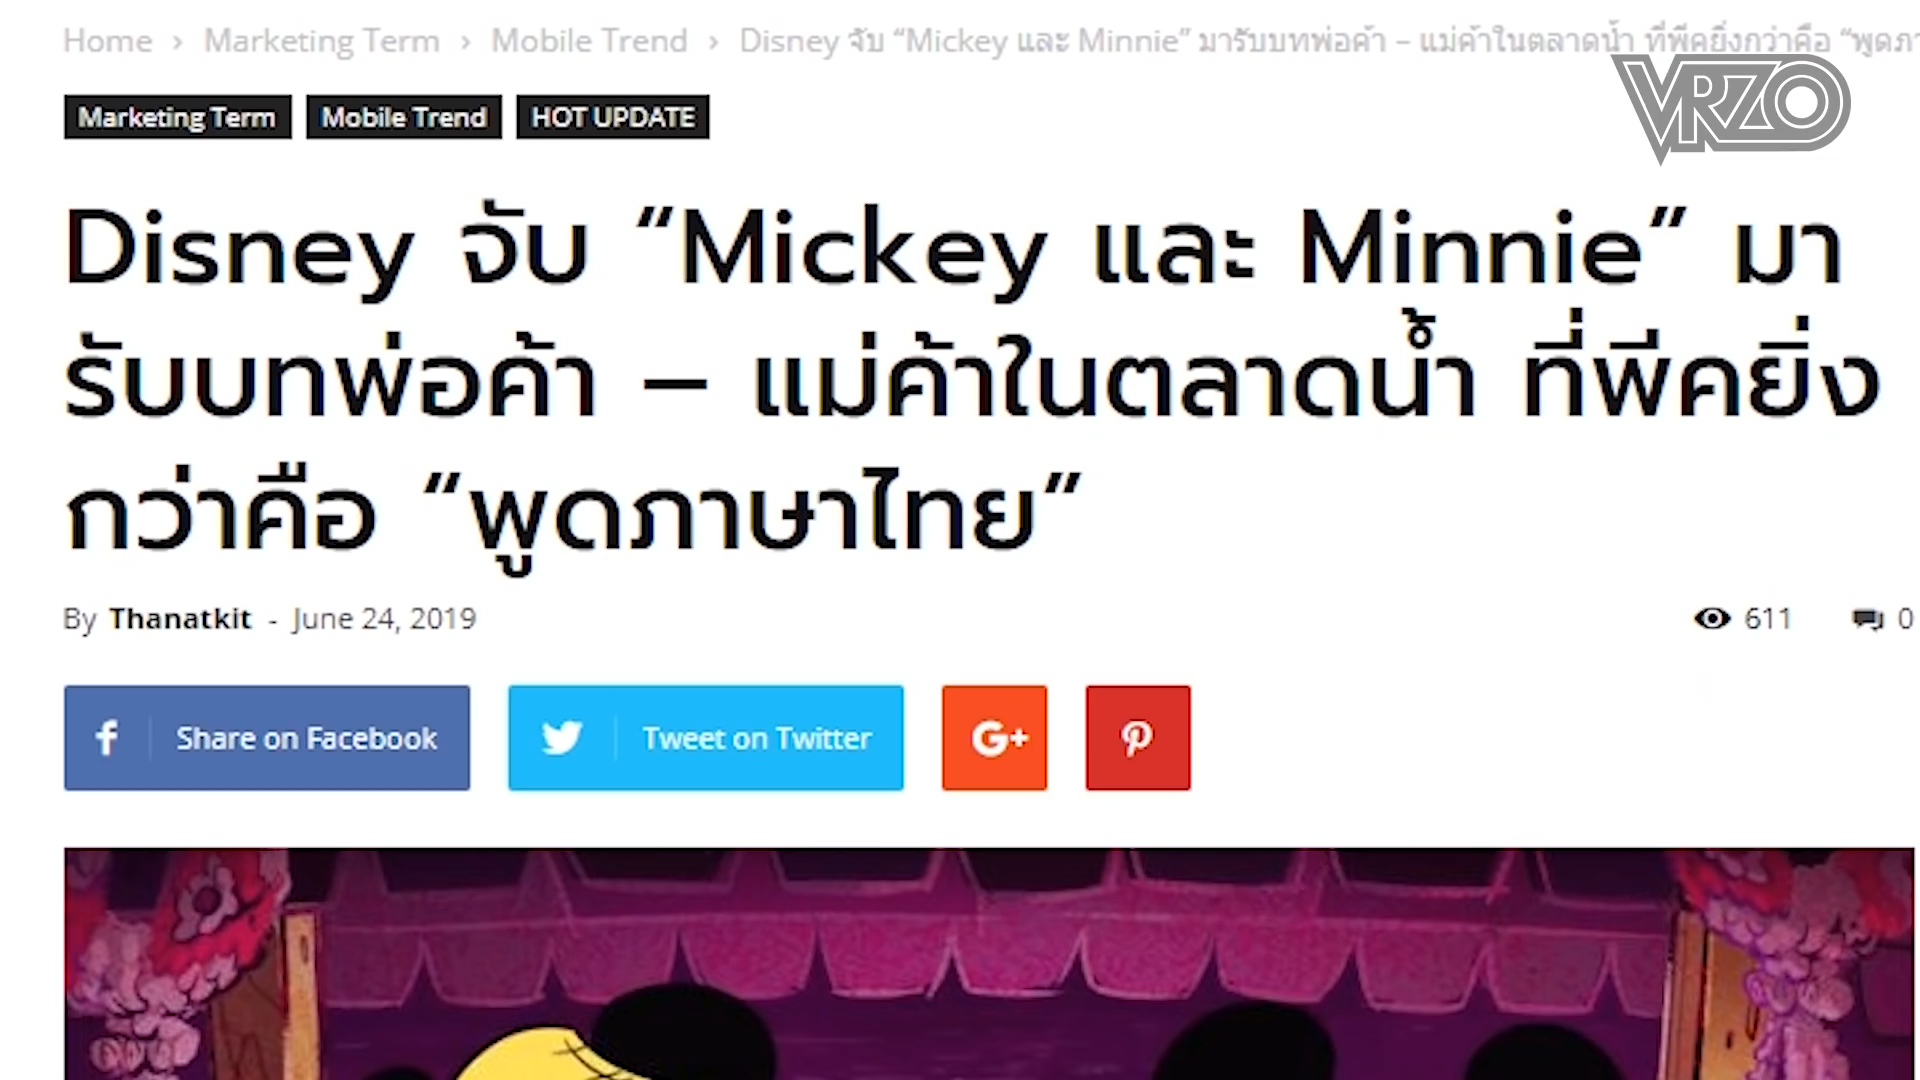 Home › Marketing Term › Mobile Trend › Disney จับ “Mickey และ Minnie” มารับบทพ่อค้า – แม่ค้าในตลาดน้ำ ที่พีคยิ่งกว่าคือ
VRZO
Marketing Term Mobile Trend HOT UPDATE
Disney จับ “Mickey และ Minnie” มา
รับบทพ่อค้า – แม่ค้าในตลาดน้ำ ที่พีคยิ่ง
กว่าคือ “พูดภาษาไทย”
By Thanatkit - June 24, 2019 611 0
Share on Facebook Tweet on Twitter G+